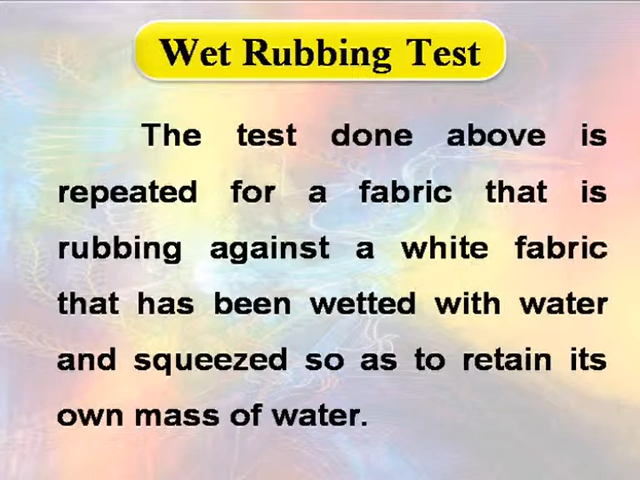 Wet Rubbing Test
The test done above is
repeated for a fabric that is
rubbing against a white fabric
that has been wetted with water
and squeezed so as to retain its
own mass of water.